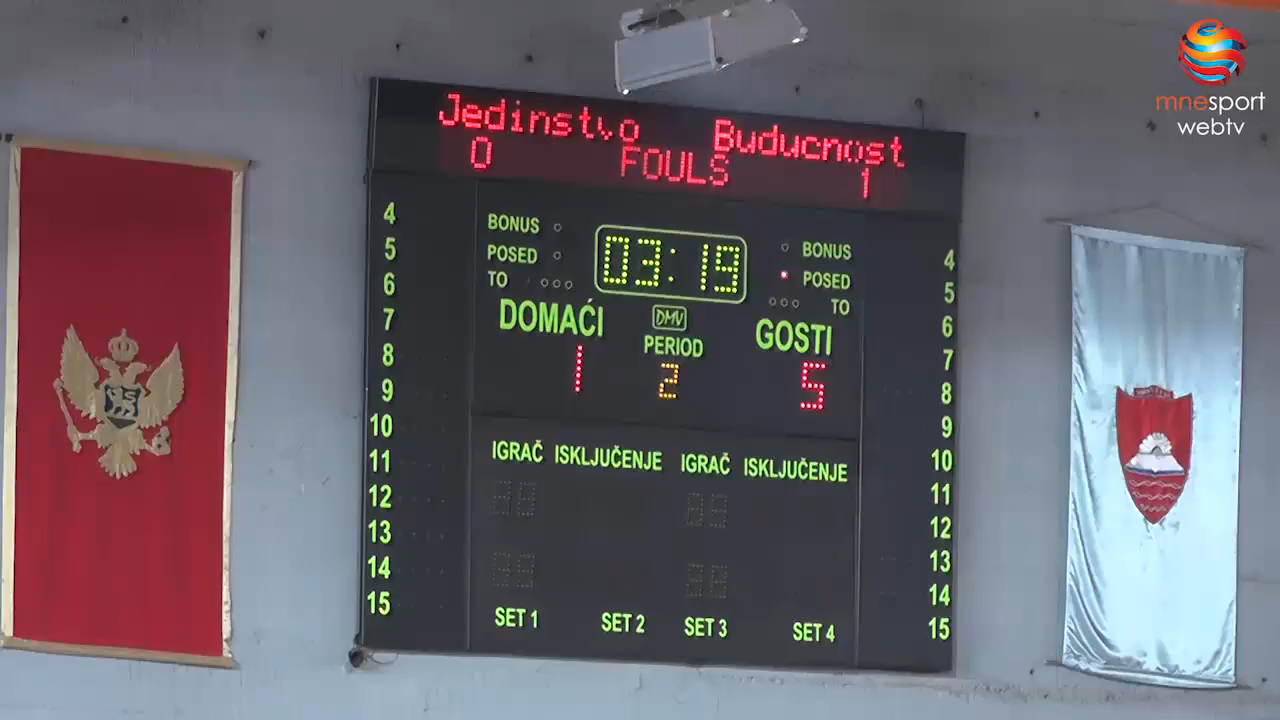 mnesport
webtv
Jedinstvo Buducnost
0 FOULS 1
BONUS 03:19 BONUS
POSED POSED
TO TO
DOMAĆI DMV GOSTI
PERIOD
1 2 5
IGRAČ ISKLJUČENJE IGRAČ ISKLJUČENJE
SET 1 SET 2 SET 3 SET 4
4
5
6
7
8
9
10
11
12
13
14
15
4
5
6
7
8
9
10
11
12
13
14
15